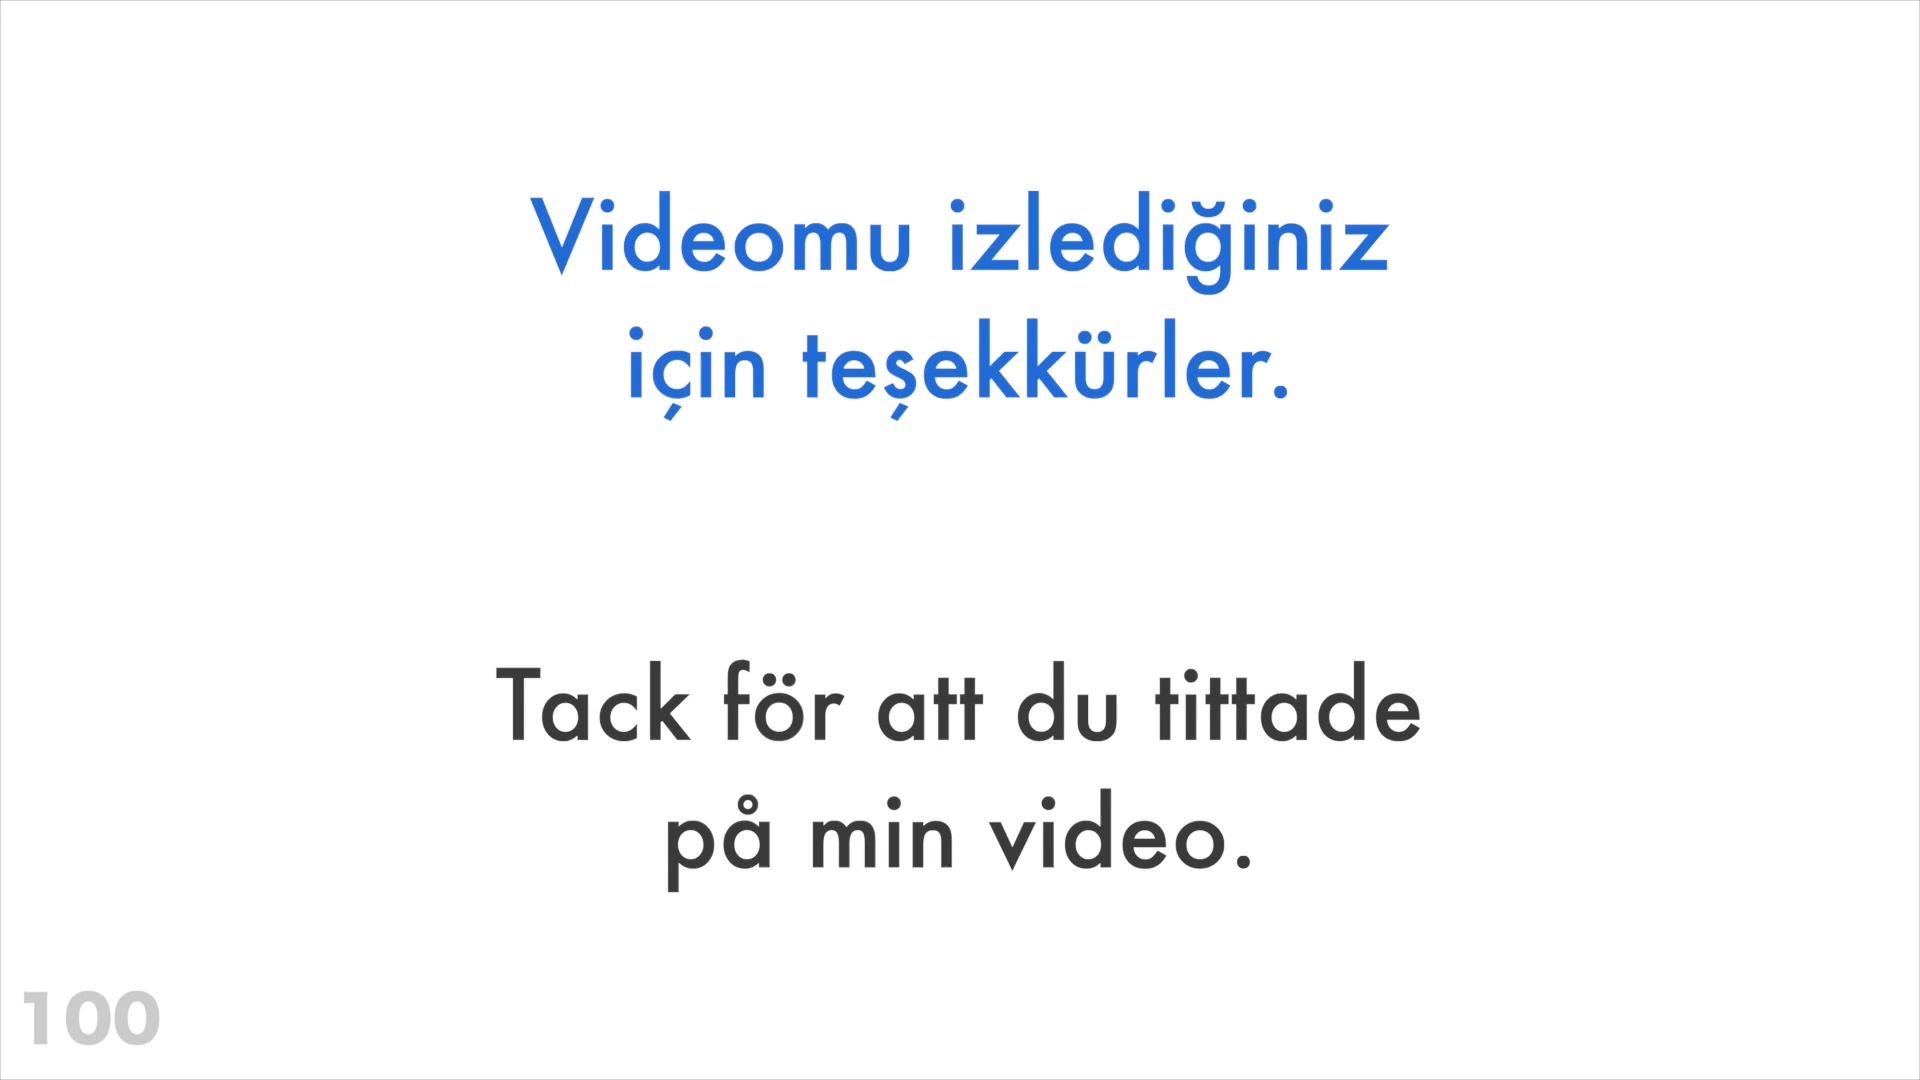 Videomu izlediğiniz
için teşekkürler.
Tack för att du tittade
på min video.
100